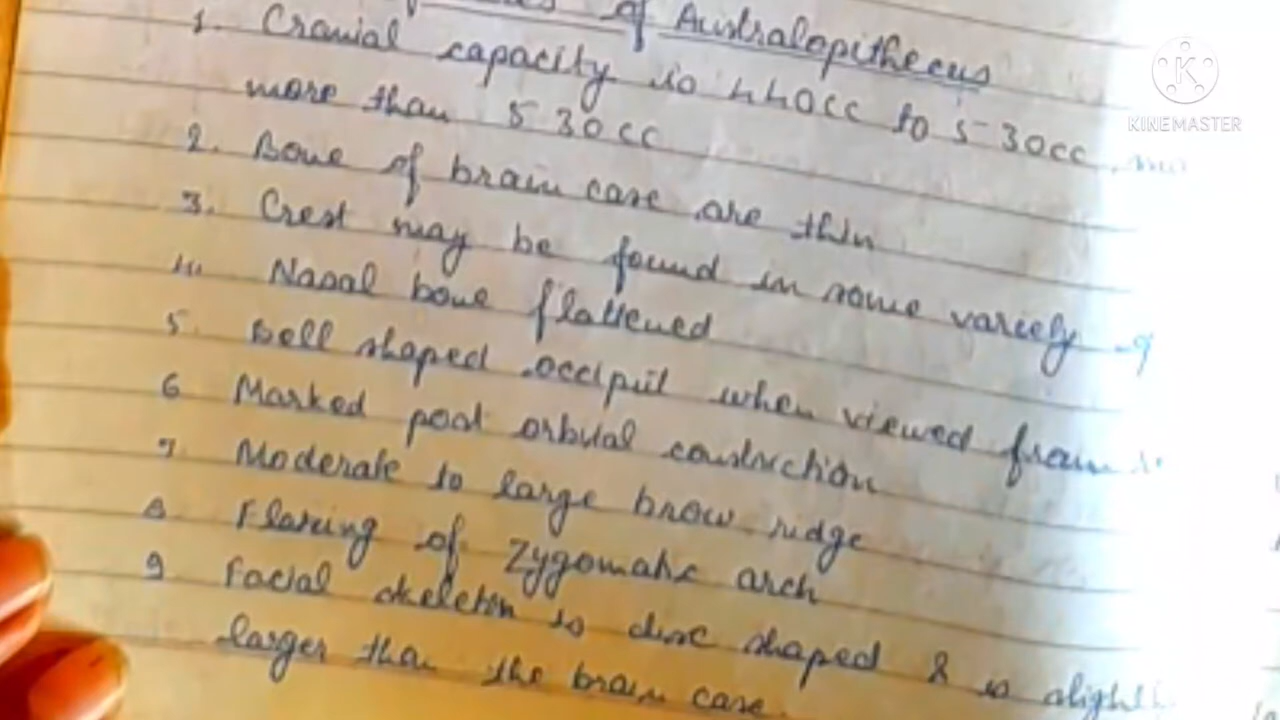 of Australopithecus
1. Cranial capacity is 440cc to 530cc
more than 530cc
2. Bone of brain case are thin
3. Crest may be found in some variety of
4. Nasal bone flattened
5. Bell shaped occiput when viewed from
6 Marked post orbital constriction
7. Moderate to large brow ridge
8 Flaring of Zygomatic arch
9 Facial skeleton is disc shaped & is slightly
larger than the brain case.
KINEMASTER